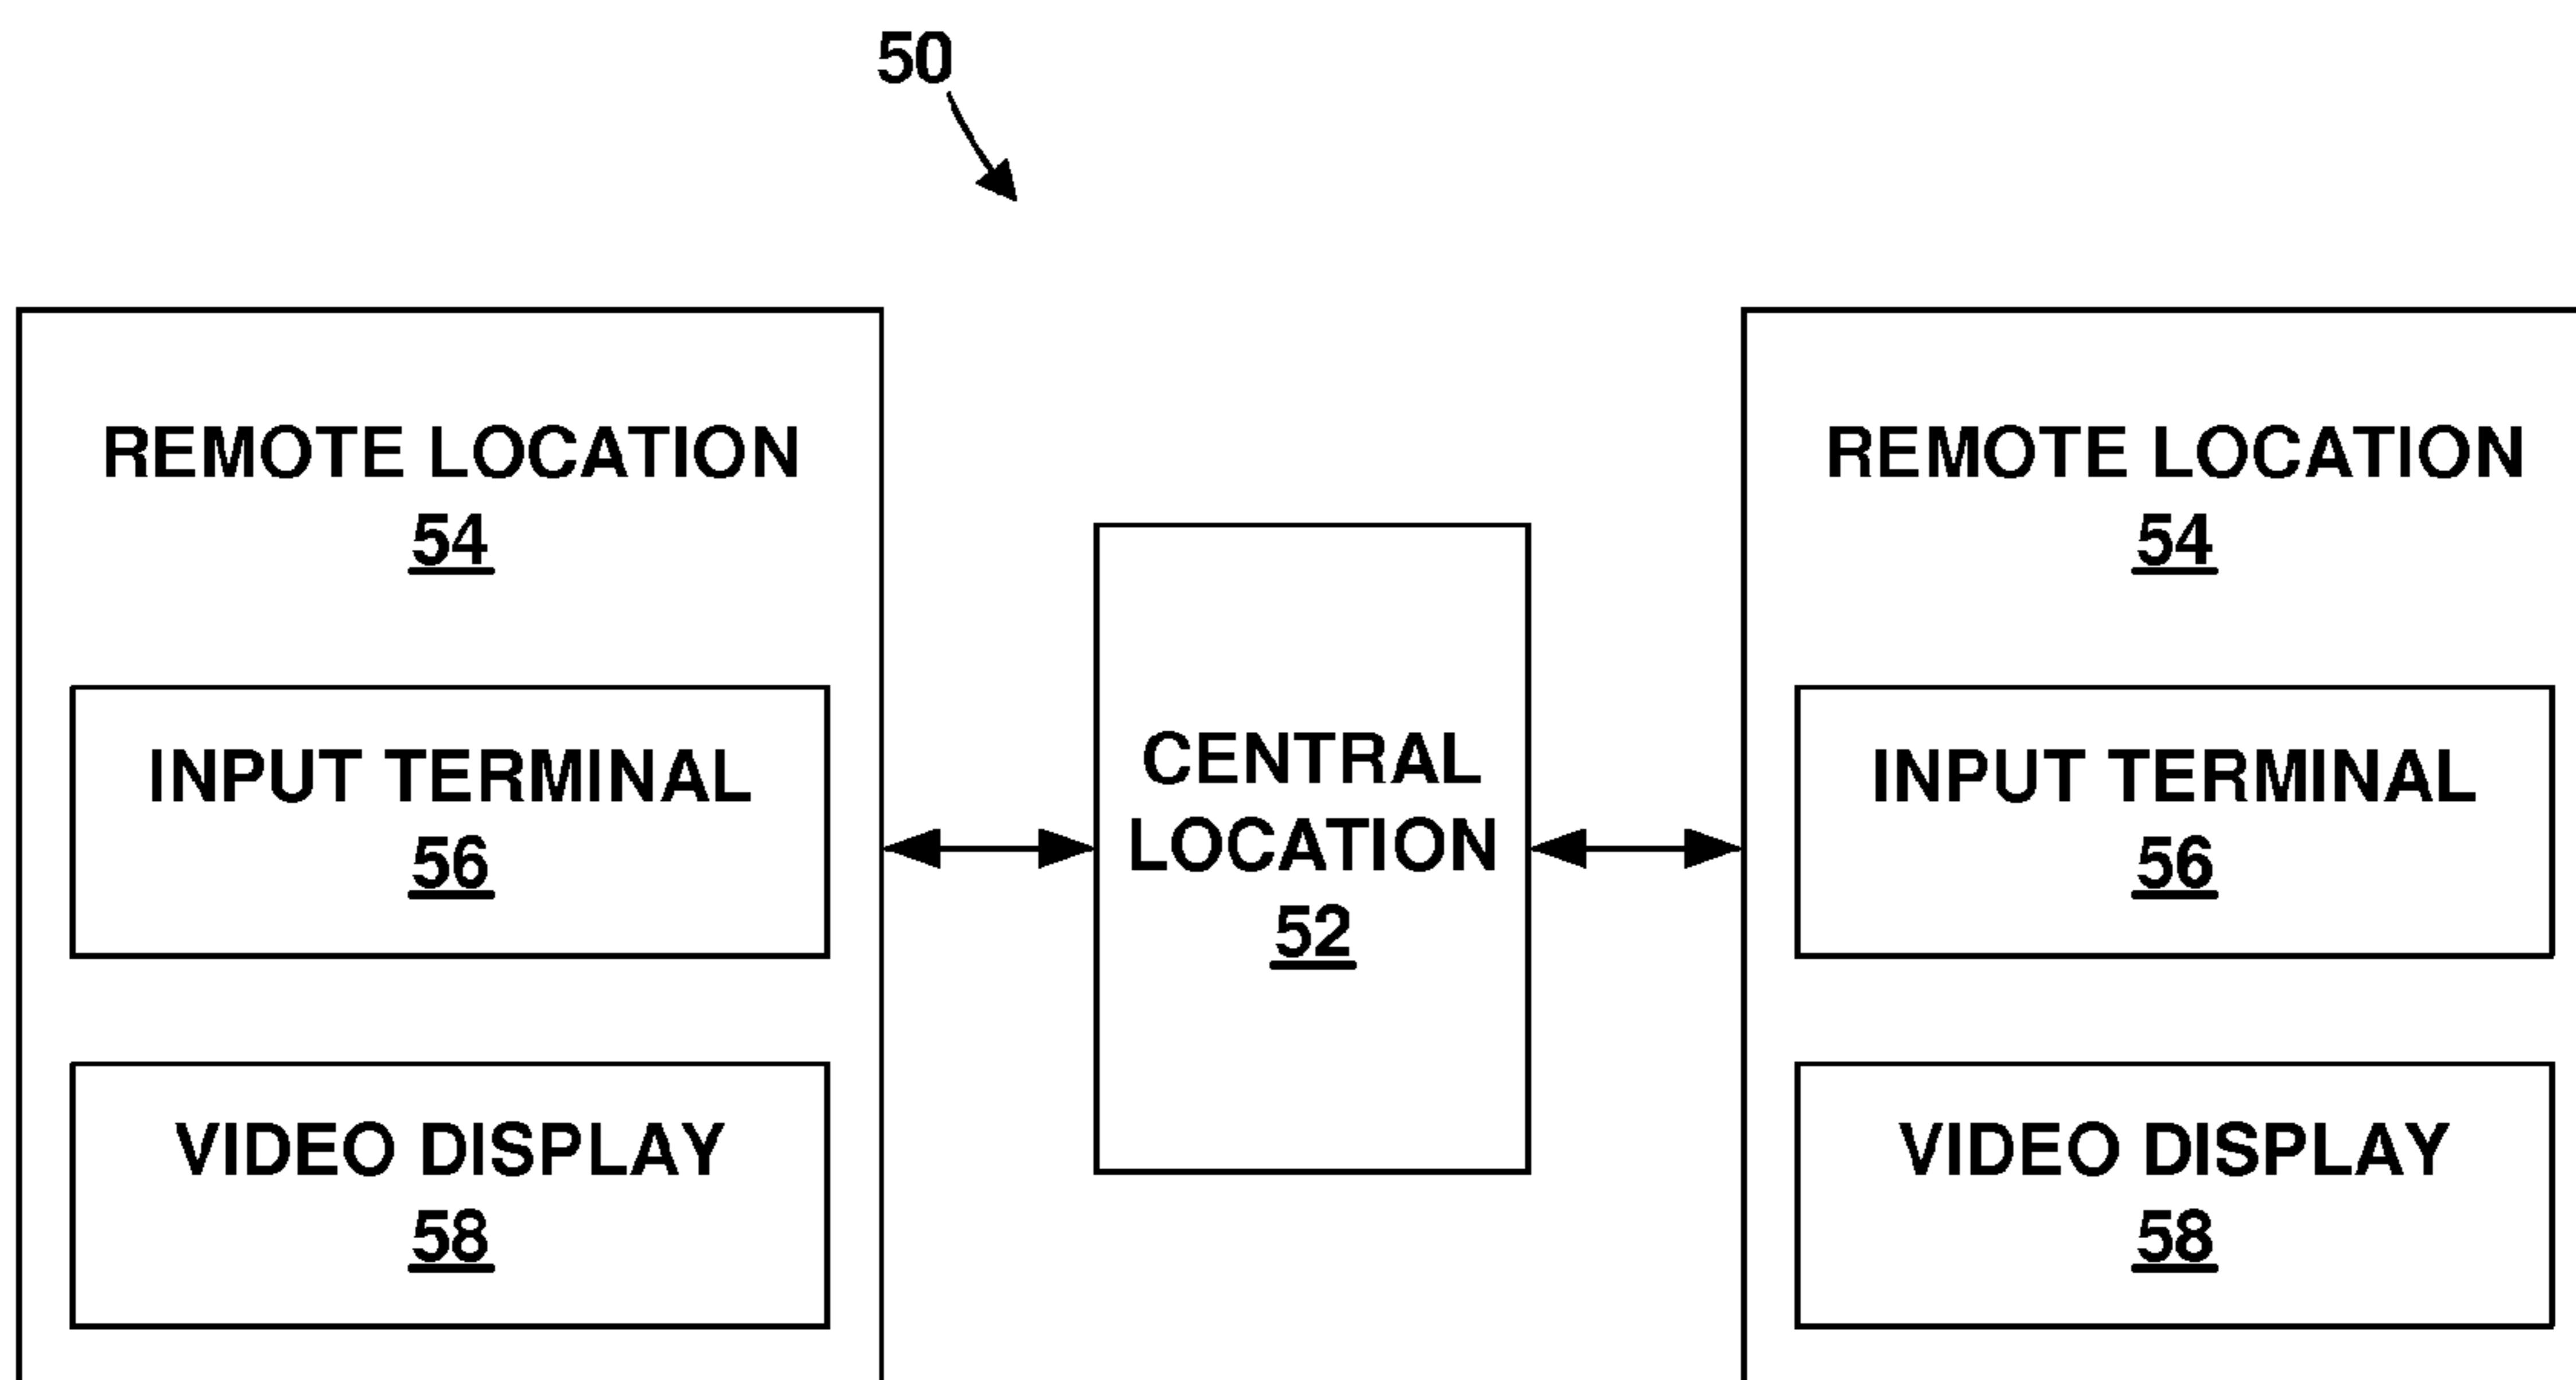 50
REMOTE LOCATION
54
INPUT TERMINAL
56
VIDEO DISPLAY
58
CENTRAL
LOCATION
52
REMOTE LOCATION
54
INPUT TERMINAL
56
VIDEO DISPLAY
58